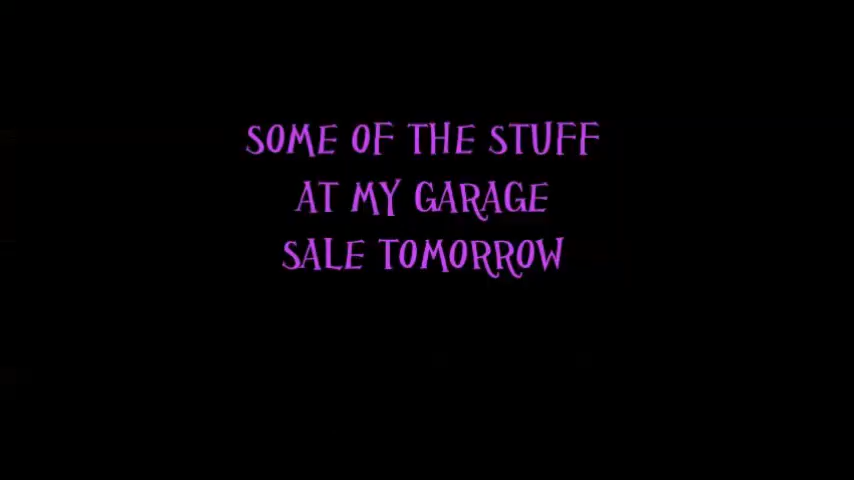 SOME OF THE STUFF
AT MY GARAGE
SALE TOMORROW